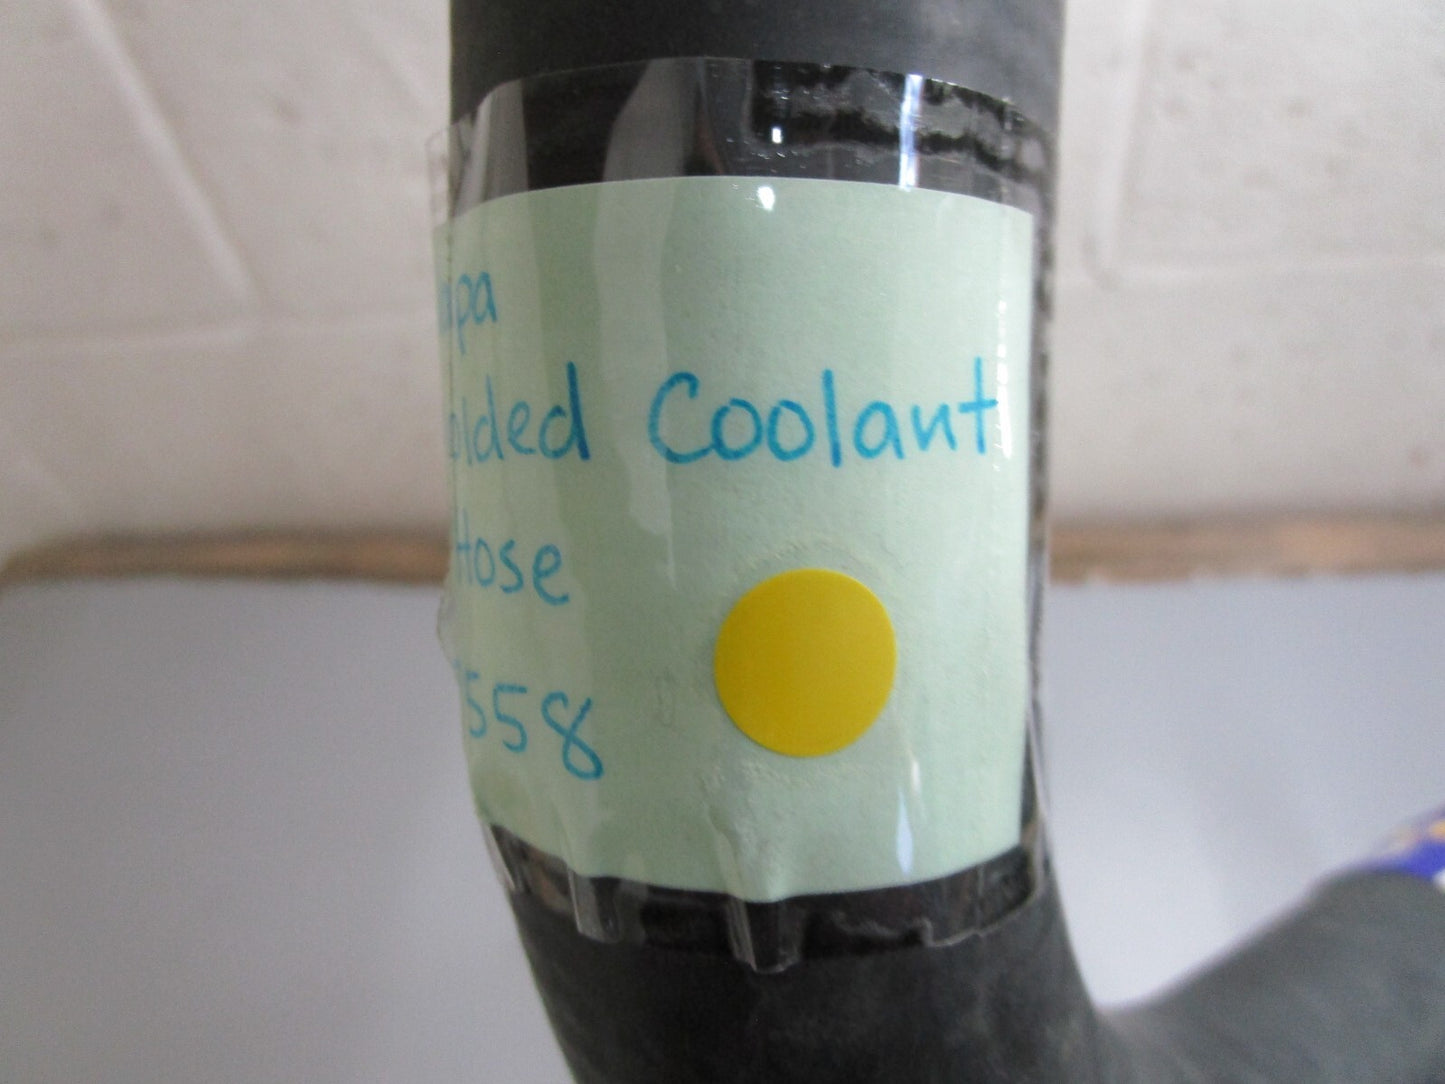 apa
olded Coolant
Hose
558